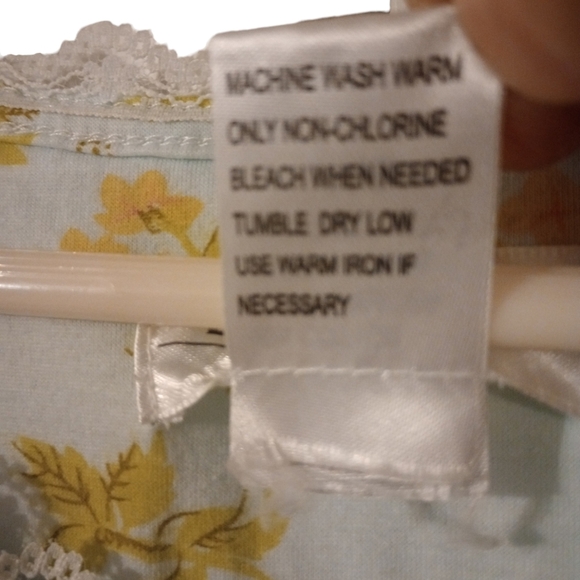 MACHINE WASH WARM
ONLY NON-CHLORINE
BLEACH WHEN NEEDED
TUMBLE DRY LOW
USE WARM IRON IF
NECESSARY